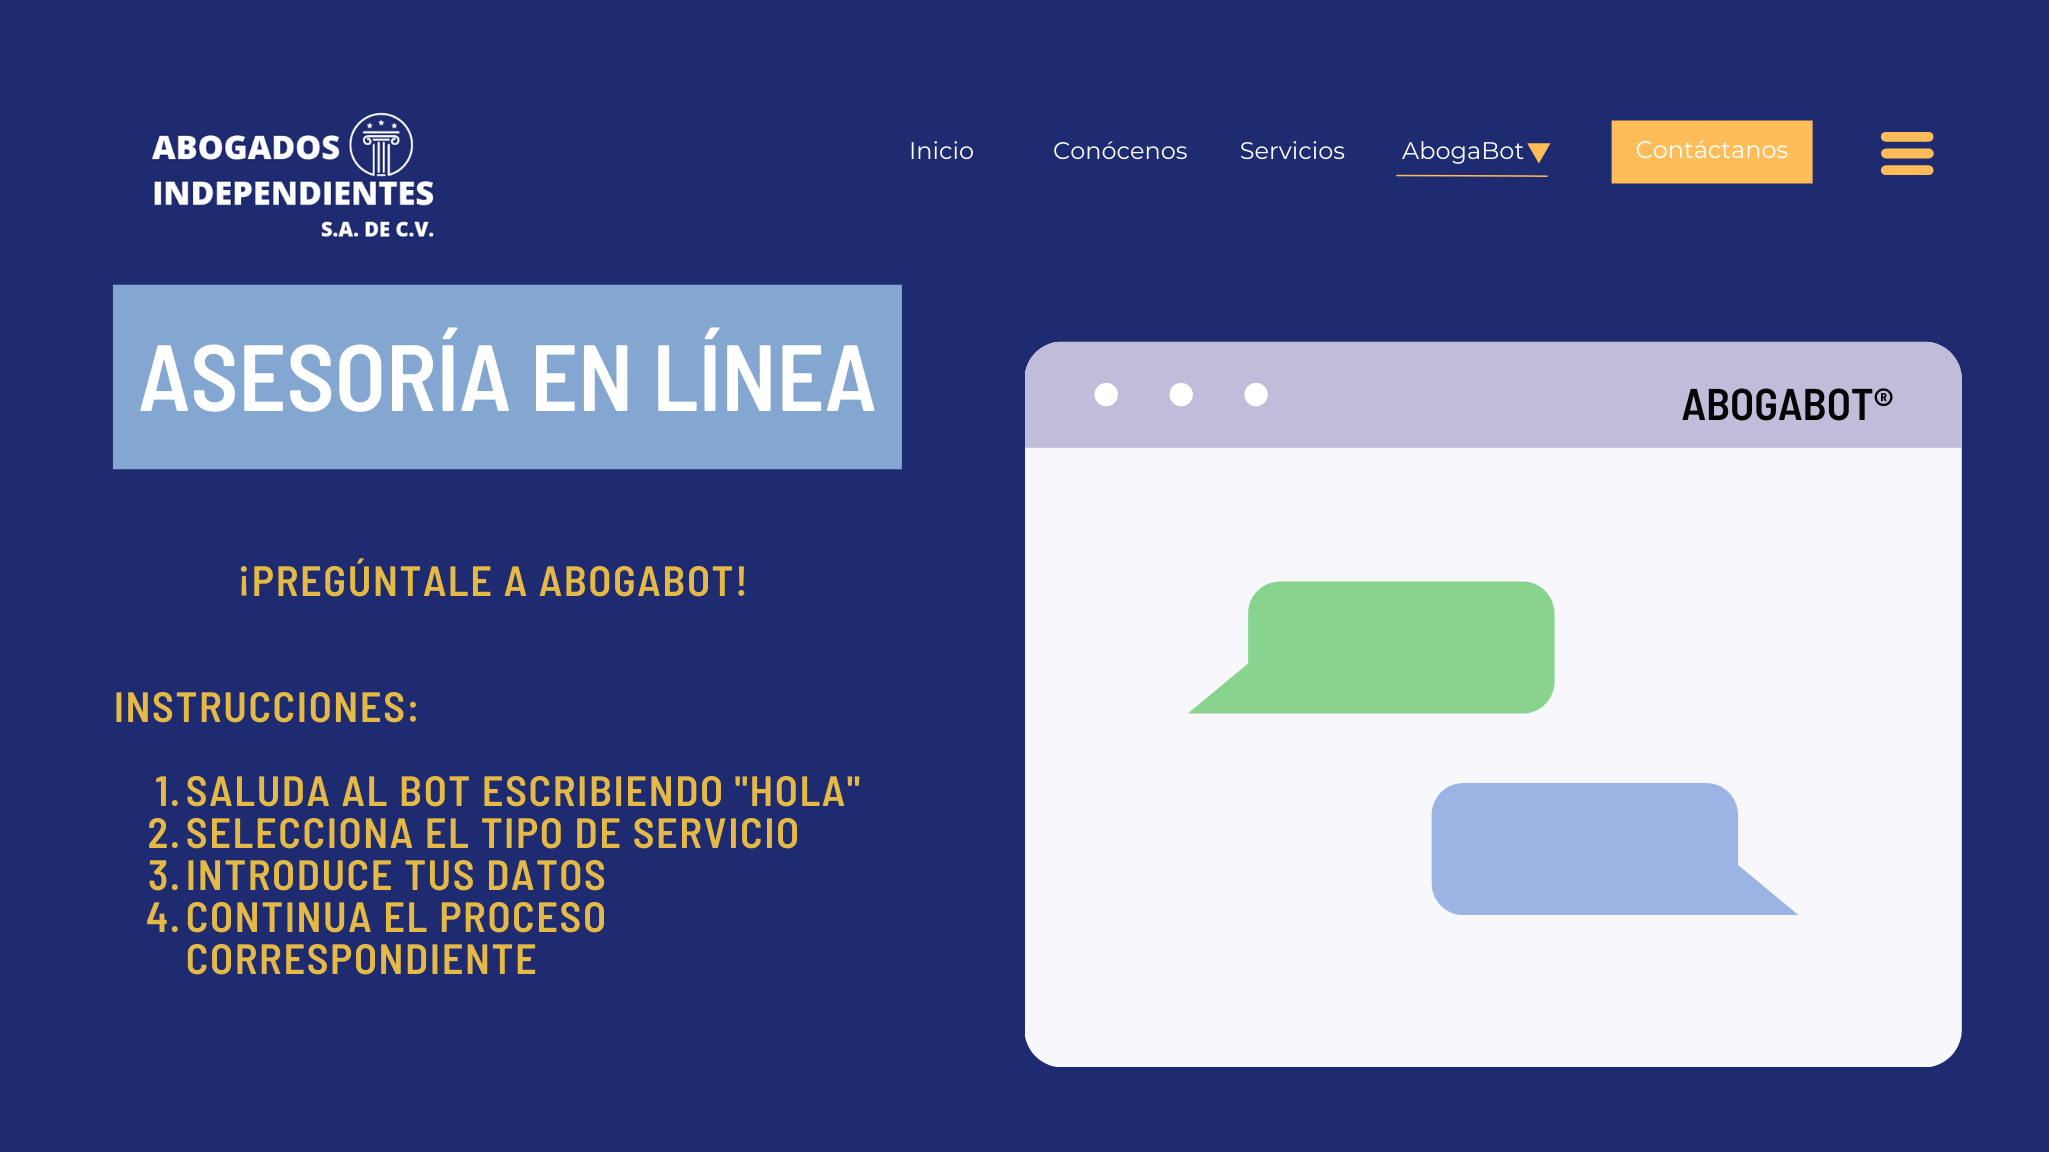 ABOGADOS
INDEPENDIENTES
S.A. DE C.V.
Inicio
Conócenos
Servicios
AbogaBot
Contáctanos
ASESORÍA EN LÍNEA
¡PREGÚNTALE A ABOGABOT!
INSTRUCCIONES:
1. SALUDA AL BOT ESCRIBIENDO "HOLA"
2. SELECCIONA EL TIPO DE SERVICIO
3. INTRODUCE TUS DATOS
4. CONTINUA EL PROCESO
CORRESPONDIENTE
ABOGABOT®